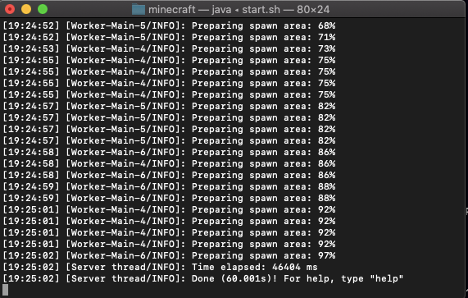 minecraft — java • start.sh — 80×24
[19:24:52] [Worker-Main-5/INFO]: Preparing spawn area: 68%
[19:24:52] [Worker-Main-5/INFO]: Preparing spawn area: 71%
[19:24:53] [Worker-Main-4/INFO]: Preparing spawn area: 73%
[19:24:55] [Worker-Main-4/INFO]: Preparing spawn area: 75%
[19:24:55] [Worker-Main-4/INFO]: Preparing spawn area: 75%
[19:24:55] [Worker-Main-4/INFO]: Preparing spawn area: 75%
[19:24:55] [Worker-Main-4/INFO]: Preparing spawn area: 75%
[19:24:57] [Worker-Main-5/INFO]: Preparing spawn area: 82%
[19:24:57] [Worker-Main-5/INFO]: Preparing spawn area: 82%
[19:24:57] [Worker-Main-5/INFO]: Preparing spawn area: 82%
[19:24:57] [Worker-Main-5/INFO]: Preparing spawn area: 82%
[19:24:58] [Worker-Main-6/INFO]: Preparing spawn area: 86%
[19:24:58] [Worker-Main-4/INFO]: Preparing spawn area: 86%
[19:24:58] [Worker-Main-6/INFO]: Preparing spawn area: 86%
[19:24:59] [Worker-Main-6/INFO]: Preparing spawn area: 88%
[19:24:59] [Worker-Main-6/INFO]: Preparing spawn area: 88%
[19:25:01] [Worker-Main-4/INFO]: Preparing spawn area: 92%
[19:25:01] [Worker-Main-4/INFO]: Preparing spawn area: 92%
[19:25:01] [Worker-Main-4/INFO]: Preparing spawn area: 92%
[19:25:01] [Worker-Main-4/INFO]: Preparing spawn area: 92%
[19:25:02] [Worker-Main-6/INFO]: Preparing spawn area: 97%
[19:25:02] [Server thread/INFO]: Time elapsed: 46404 ms
[19:25:02] [Server thread/INFO]: Done (60.001s)! For help, type "help"